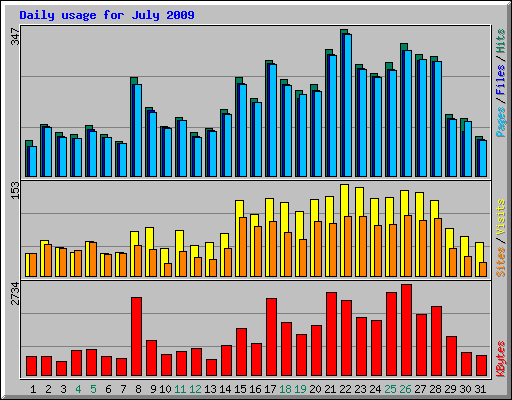 Daily usage for July 2009
347
Pages / Files / Hits
153
Sites / Visits
2734
KBytes
1 2 3 4 5 6 7 8 9 10 11 12 13 14 15 16 17 18 19 20 21 22 23 24 25 26 27 28 29 30 31